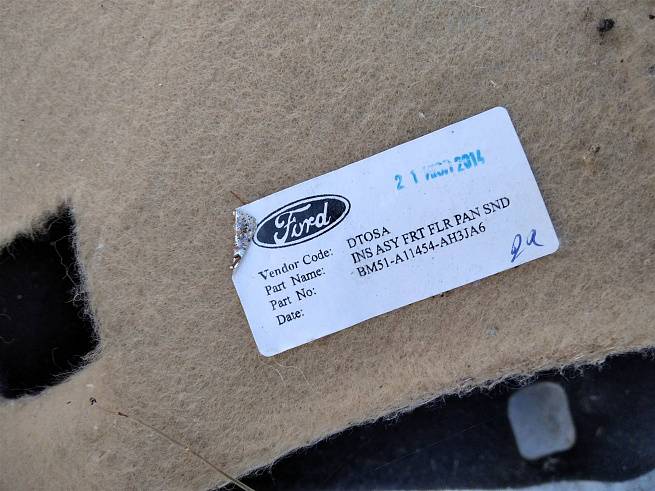 21 2014
Ford
Vendor Code: DTOSA
Part Name: INS ASY FRT FLR PAN SND
Part No: BM51-A11454-AH3JA6
Date: